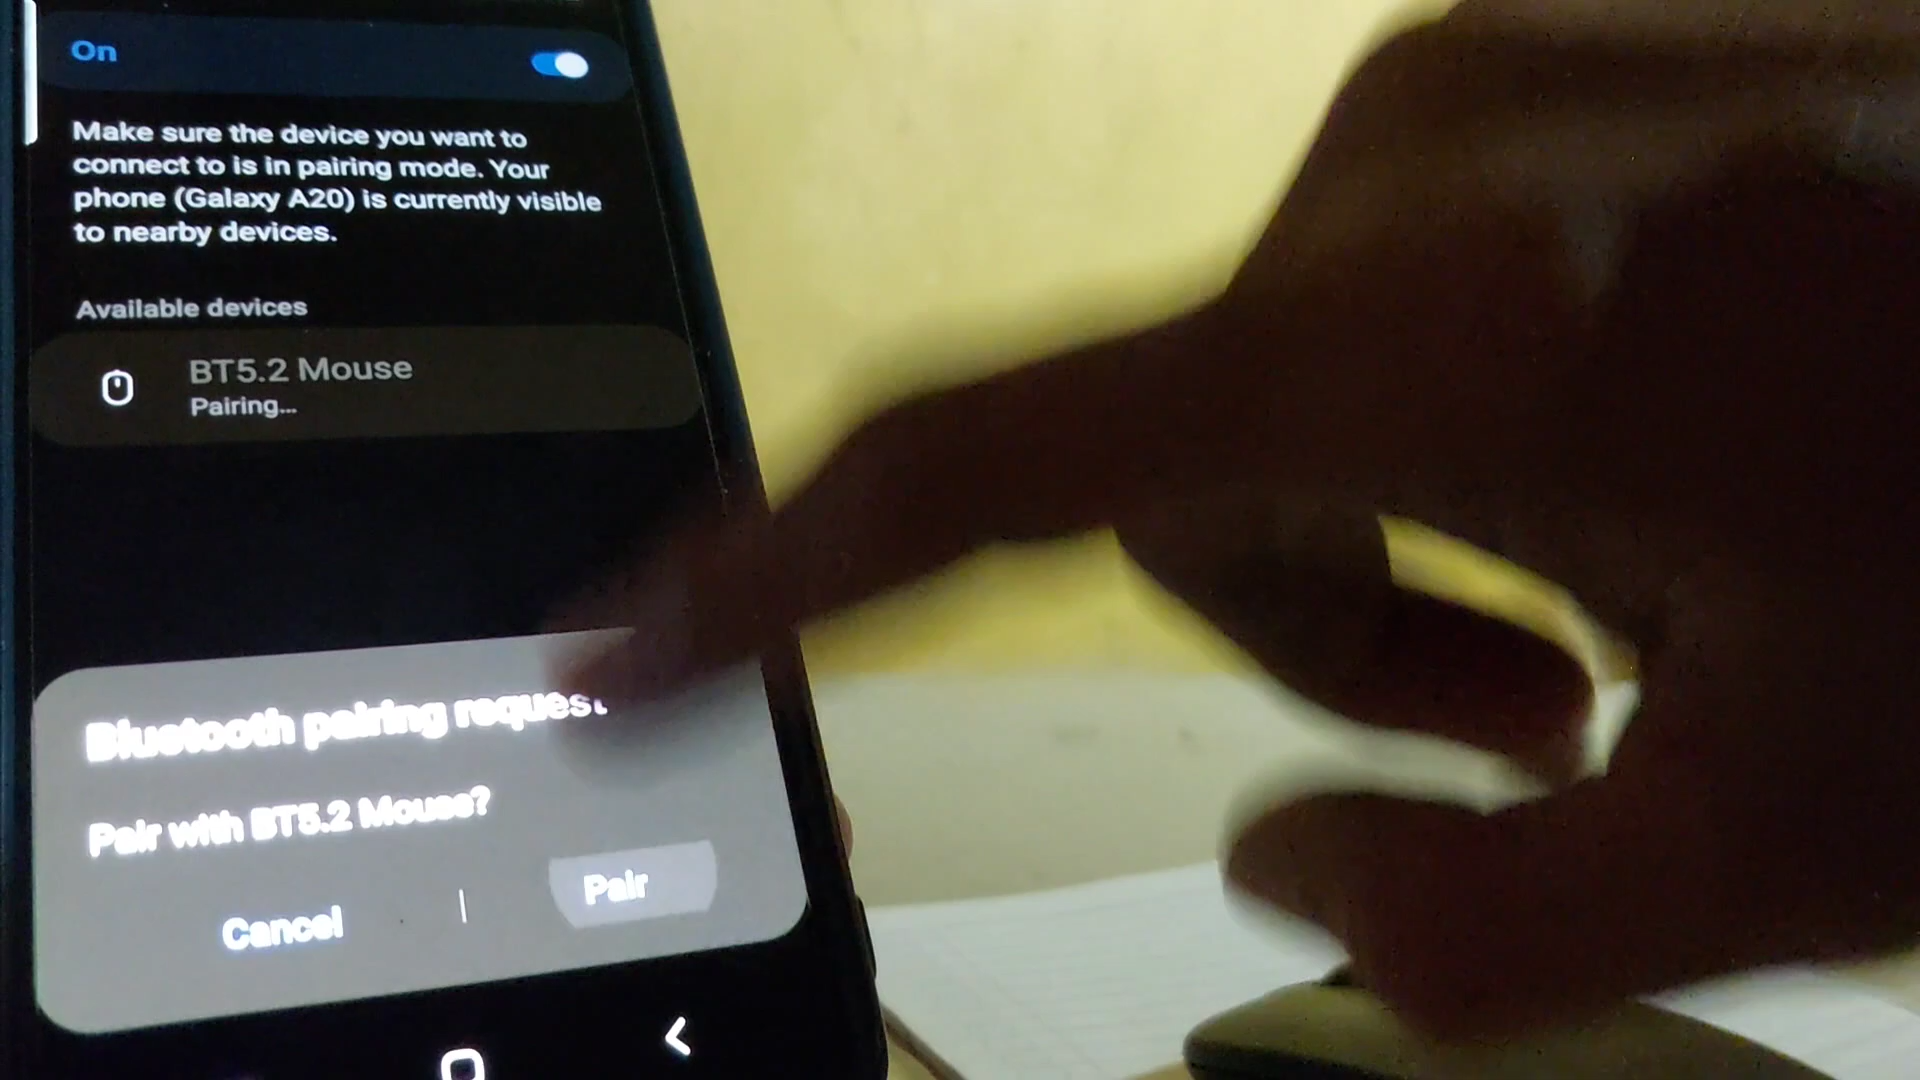 On
Make sure the device you want to
connect to is in pairing mode. Your
phone (Galaxy A20) is currently visible
to nearby devices.
Available devices
BT5.2 Mouse
Pairing...
Bluetooth pairing request
Pair with BT5.2 Mouse?
Cancel
Pair